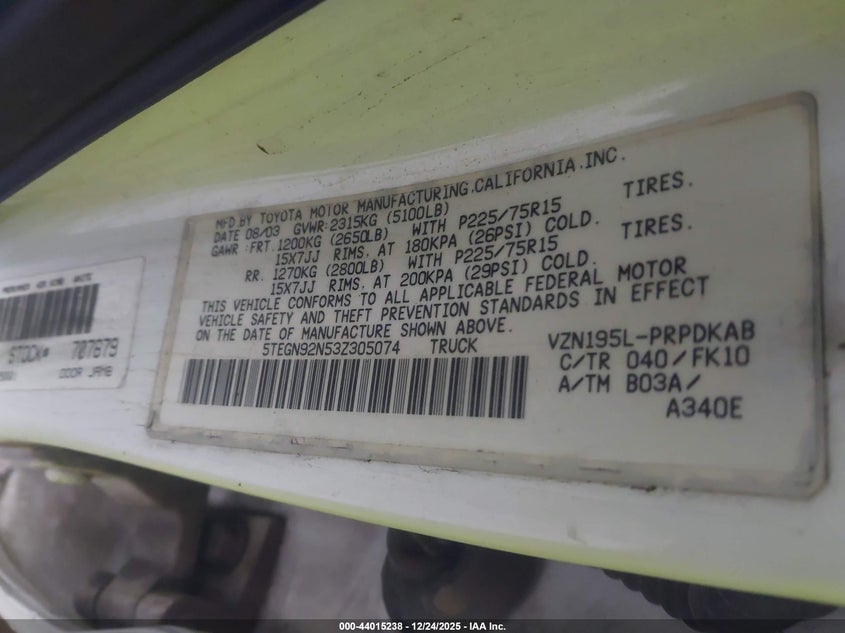 MFD BY TOYOTA MOTOR MANUFACTURING.CALIFORNIA.INC.
DATE 08/03 GVWR:2315KG (5100LB)
GAWR :FRT.1200KG (2650LB) WITH P225/75R15 TIRES.
15X7JJ RIMS, AT 180KPA (26PSI) COLD.
RR. 1270KG (2800LB) WITH P225/75R15 TIRES.
15X7JJ RIMS, AT 200KPA (29PSI) COLD.
THIS VEHICLE CONFORMS TO ALL APPLICABLE FEDERAL MOTOR
VEHICLE SAFETY AND THEFT PREVENTION STANDARDS IN EFFECT
ON THE DATE OF MANUFACTURE SHOWN ABOVE.
5TEGN92N53Z305074 TRUCK
VZN195L-PRPDKAB
C/TR 040/FK10
A/TM B03A/
A340E
STOCK# 707679
DOOR JAMB
000-44015238 - 12/24/2025 - IAA Inc.